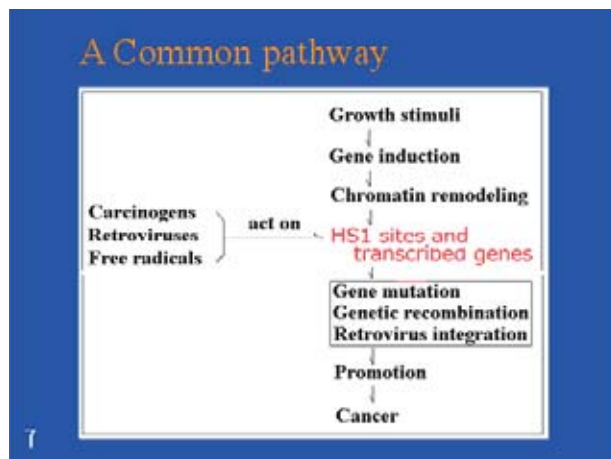 A Common pathway
Growth stimuli
Gene induction
Chromatin remodeling
Carcinogens
Retroviruses
Free radicals
act on
HS1 sites and
transcribed genes
Gene mutation
Genetic recombination
Retrovirus integration
Promotion
Cancer
7